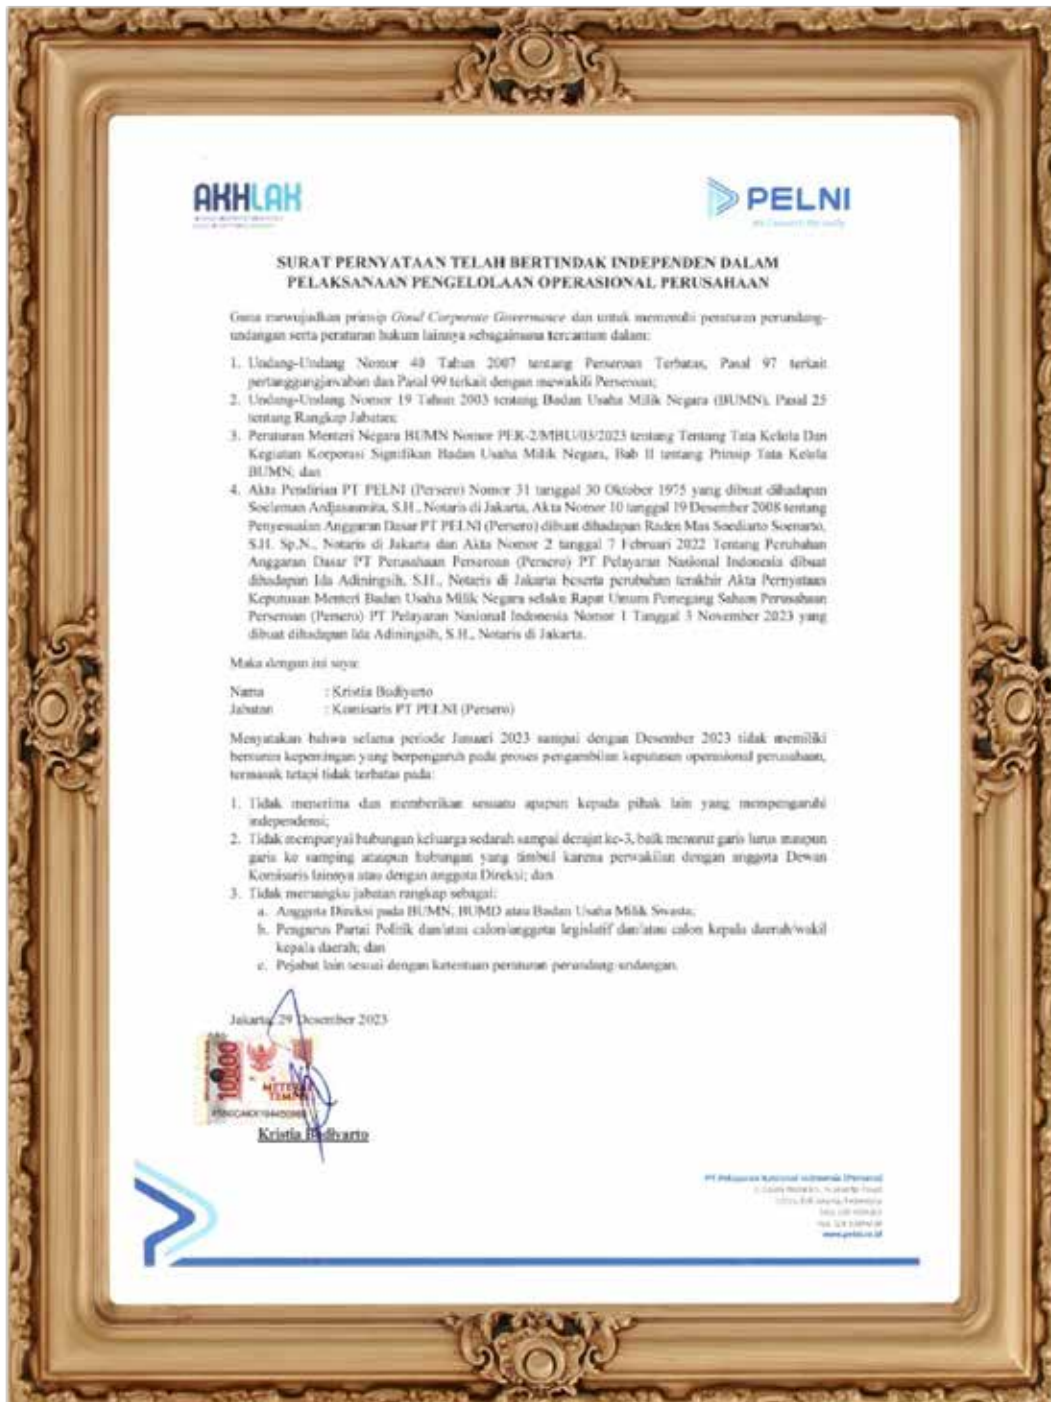 AKHLAK
PELNI
SURAT PERNYATAAN TELAH BERTINDAK INDEPENDEN DALAM
PELAKSANAAN PENGELOLAAN OPERASIONAL PERUSAHAAN
Guna mewujudkan prinsip Good Corporate Governance dan untuk memenuhi peraturan perundang-
undangan serta peraturan hukum lainnya sebagaimana tercantum dalam:
1. Undang-Undang Nomor 40 Tahun 2007 tentang Perseroan Terbatas, Pasal 97 terkait
pertanggungjawaban dan Pasal 99 terkait dengan mewakili Perseroan;
2. Undang-Undang Nomor 19 Tahun 2003 tentang Badan Usaha Milik Negara (BUMN), Pasal 25
tentang Rangkap Jabatan;
3. Peraturan Menteri Negara BUMN Nomor PER-2/MBU/03/2023 tentang Tentang Tata Kelola Dan
Kegiatan Korporasi Signifikan Badan Usaha Milik Negara, Bab II tentang Prinsip Tata Kelola
BUMN; dan
4. Akta Pendirian PT PELNI (Persero) Nomor 31 tanggal 30 Oktober 1975 yang dibuat dihadapan
Soeleman Ardjasasmita, S.H., Notaris di Jakarta, Akta Nomor 10 tanggal 19 Desember 2008 tentang
Penyesuaian Anggaran Dasar PT PELNI (Persero) dibuat dihadapan Raden Mas Soediarto Soenarto,
S.H. Sp.N., Notaris di Jakarta dan Akta Nomor 2 tanggal 7 Februari 2022 Tentang Perubahan
Anggaran Dasar PT Perusahaan Perseroan (Persero) PT Pelayaran Nasional Indonesia dibuat
dihadapan Ida Adiningsih, S.H., Notaris di Jakarta beserta perubahan terakhir Akta Pernyataan
Keputusan Menteri Badan Usaha Milik Negara selaku Rapat Umum Pemegang Saham Perusahaan
Perseroan (Persero) PT Pelayaran Nasional Indonesia Nomor 1 Tanggal 3 November 2023 yang
dibuat dihadapan Ida Adiningsih, S.H., Notaris di Jakarta.
Maka dengan ini saya:
Nama : Kristia Budiyarto
Jabatan : Komisaris PT PELNI (Persero)
Menyatakan bahwa selama periode Januari 2023 sampai dengan Desember 2023 tidak memiliki
benturan kepentingan yang berpengaruh pada proses pengambilan keputusan operasional perusahaan,
termasuk tetapi tidak terbatas pada:
1. Tidak menerima dan memberikan sesuatu apapun kepada pihak lain yang mempengaruhi
independensi;
2. Tidak mempunyai hubungan keluarga sedarah sampai derajat ke-3, baik menurut garis lurus maupun
garis ke samping ataupun hubungan yang timbul karena perwakilan dengan anggota Dewan
Komisaris lainnya atau dengan anggota Direksi; dan
3. Tidak memangku jabatan rangkap sebagai:
a. Anggota Direksi pada BUMN, BUMD atau Badan Usaha Milik Swasta;
b. Pengurus Partai Politik dan/atau calon/anggota legislatif dan/atau calon kepala daerah/wakil
kepala daerah; dan
c. Pejabat lain sesuai dengan ketentuan peraturan perundang-undangan.
Jakarta, 29 Desember 2023
10000
METERAI
TEMPEL
Kristia Budiyarto
PT Pelayaran Nasional Indonesia (Persero)
www.pelni.co.id